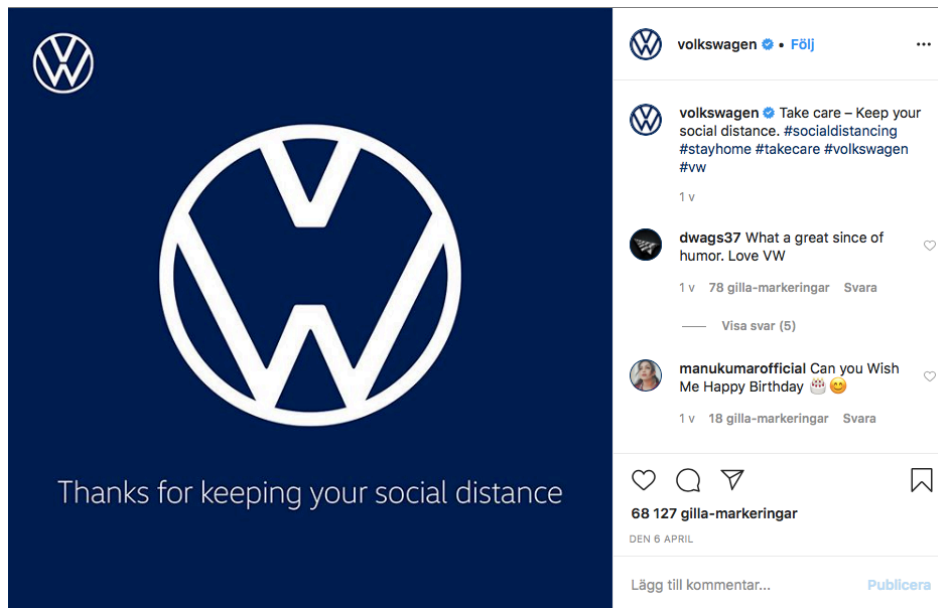 Thanks for keeping your social distance
volkswagen • Följ
volkswagen Take care – Keep your
social distance. #socialdistancing
#stayhome #takecare #volkswagen
#vw
1 v
dwags37 What a great since of
humor. Love VW
1 v 78 gilla-markeringar Svara
Visa svar (5)
manukumarofficial Can you Wish
Me Happy Birthday 🎂😊
1 v 18 gilla-markeringar Svara
68 127 gilla-markeringar
DEN 6 APRIL
Lägg till kommentar... Publicera